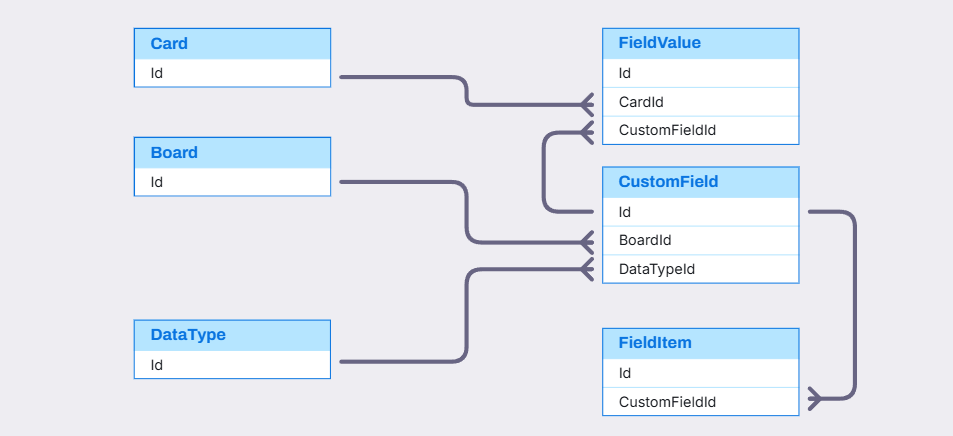 Card
Id
Board
Id
DataType
Id
FieldValue
Id
CardId
CustomFieldId
CustomField
Id
BoardId
DataTypeId
FieldItem
Id
CustomFieldId